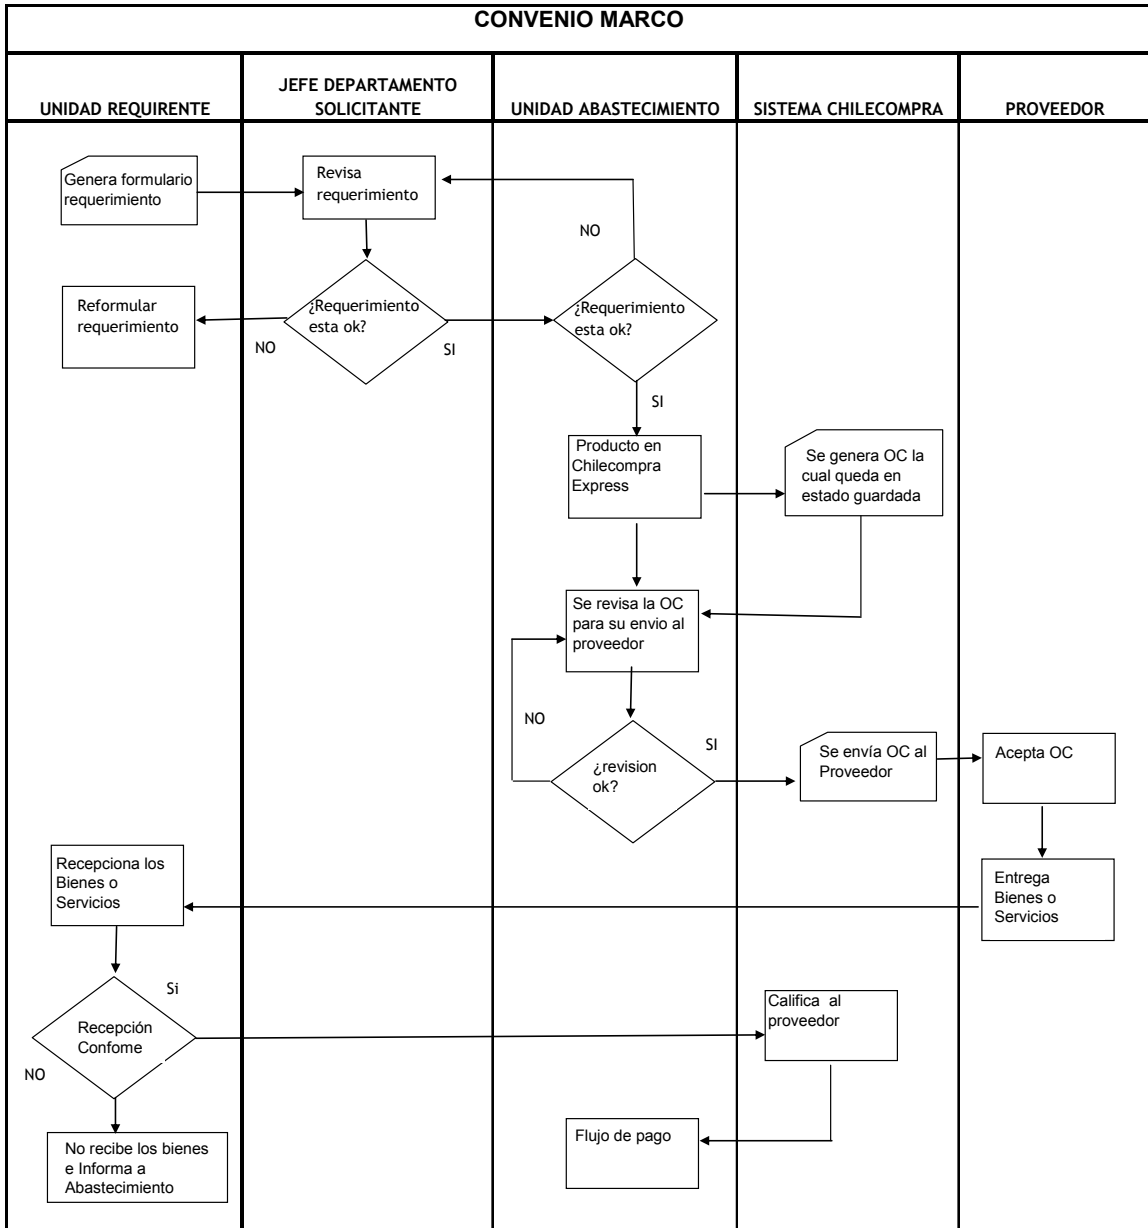 CONVENIO MARCO
UNIDAD REQUIRENTE
JEFE DEPARTAMENTO
SOLICITANTE
UNIDAD ABASTECIMIENTO
SISTEMA CHILECOMPRA
PROVEEDOR
Genera formulario
requerimiento
Revisa
requerimiento
NO
Reformular
requerimiento
¿Requerimiento
esta ok?
NO
SI
¿Requerimiento
esta ok?
SI
Producto en
Chilecompra
Express
Se genera OC la
cual queda en
estado guardada
Se revisa la OC
para su envio al
proveedor
NO
SI
¿revision
ok?
Se envía OC al
Proveedor
Acepta OC
Recepciona los
Bienes o
Servicios
Entrega
Bienes o
Servicios
Sí
Recepción
Confome
NO
Califica al
proveedor
No recibe los bienes
e Informa a
Abastecimiento
Flujo de pago